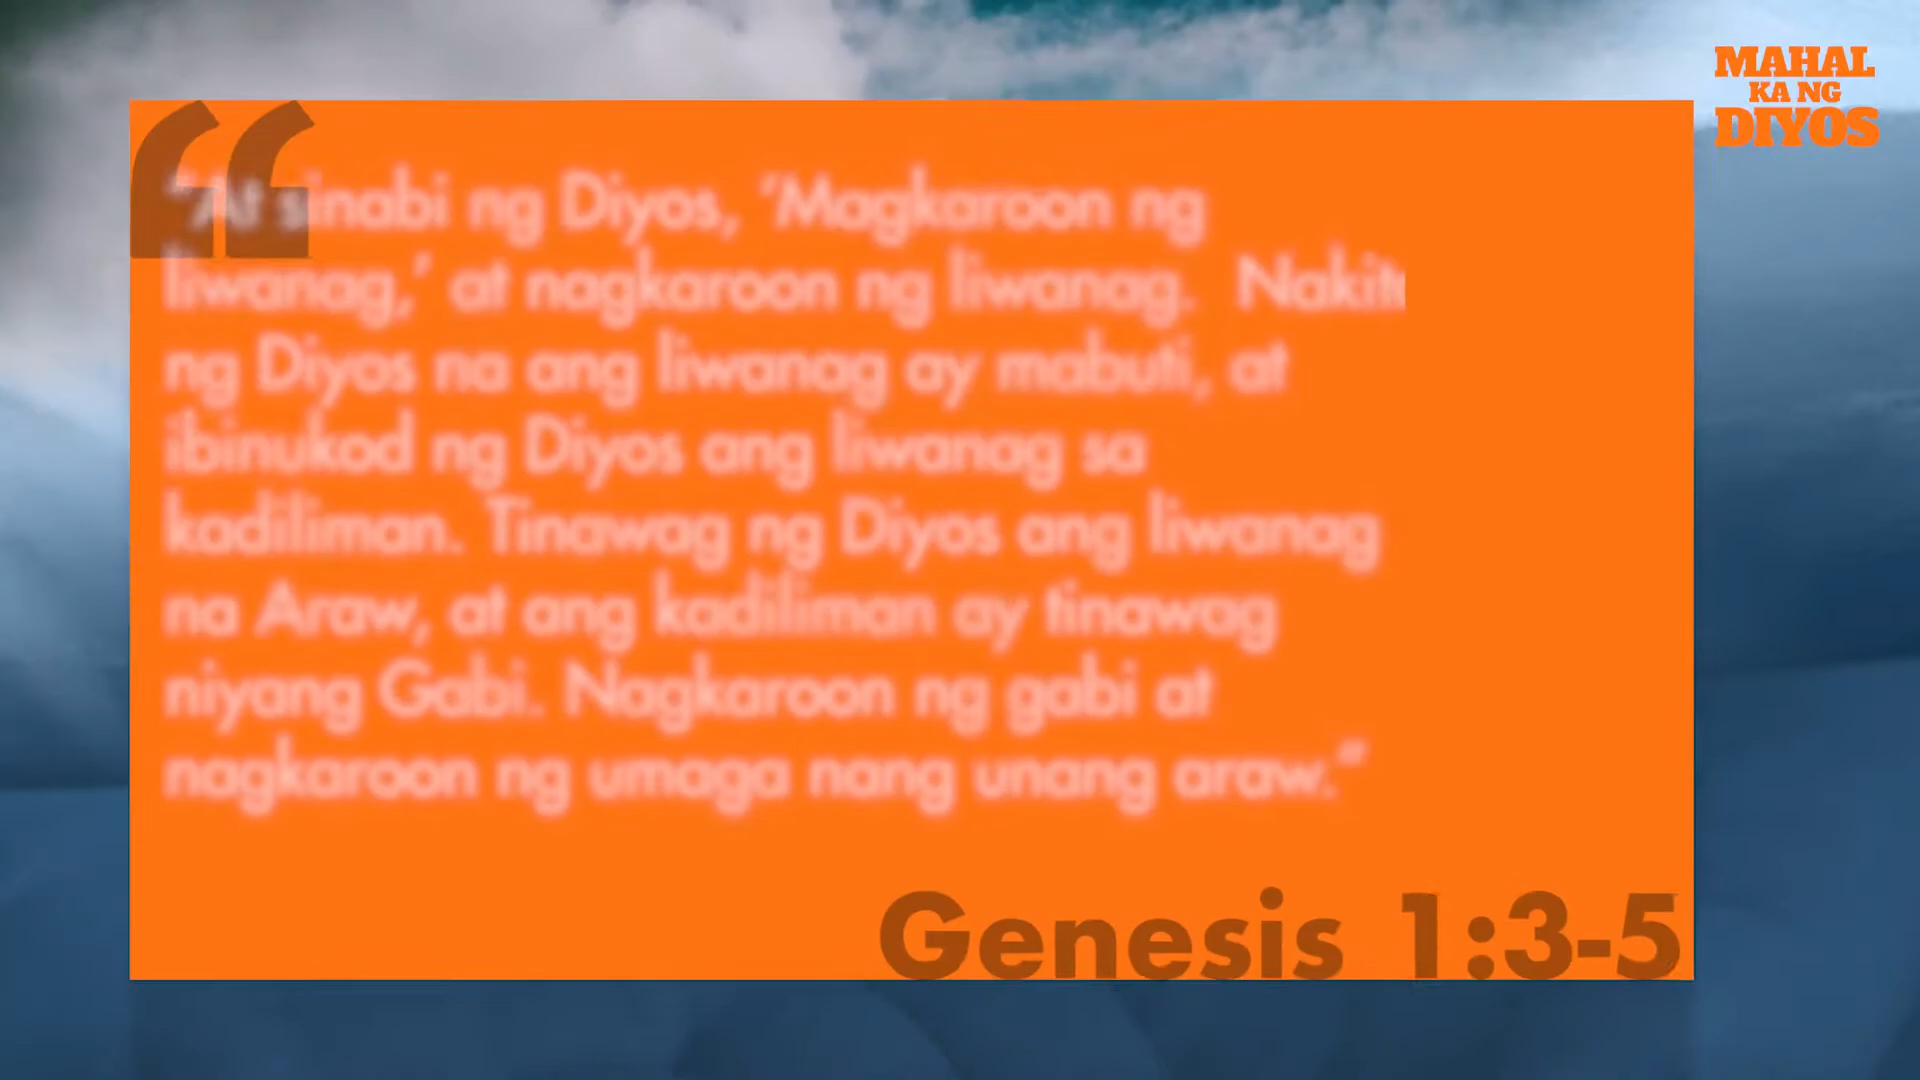 MAHAL
KA NG
DIYOS
"At sinabi ng Diyos, 'Magkaroon ng
liwanag,' at nagkaroon ng liwanag.  Nakita
ng Diyos na ang liwanag ay mabuti, at
ibinukod ng Diyos ang liwanag sa
kadiliman. Tinawag ng Diyos ang liwanag
na Araw, at ang kadiliman ay tinawag
niyang Gabi. Nagkaroon ng gabi at
nagkaroon ng umaga nang unang araw."
Genesis 1:3-5